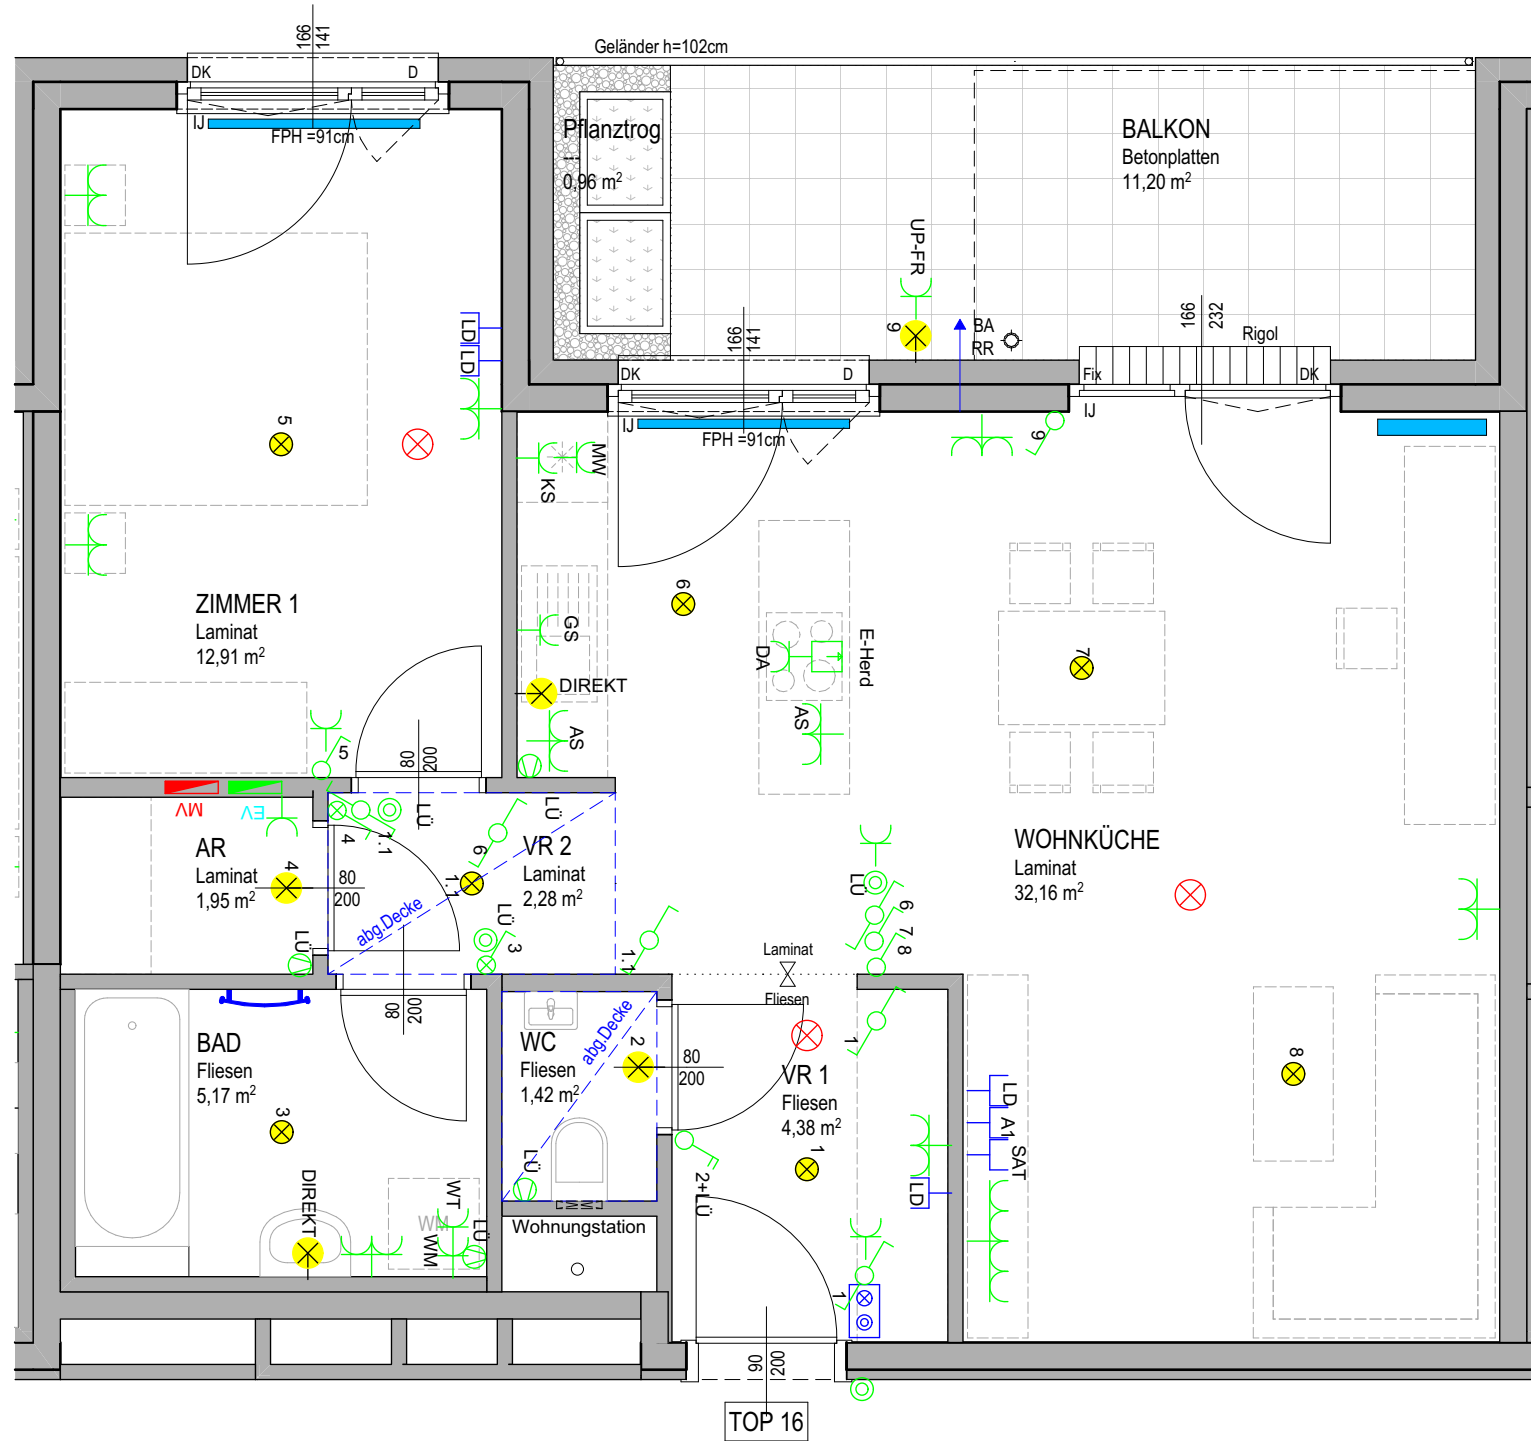 Geländer h=102cm
166
141
DK
D
IJ
FPH =91cm
Pflanztrog
---
0,96 m²
BALKON
Betonplatten
11,20 m²
UP-FR
9
BA
RR
166
141
166
232
Rigol
DK
D
Fix
DK
IJ
FPH =91cm
IJ
9
LD
LD
5
MW
KS
ZIMMER 1
Laminat
12,91 m²
6
GS
DA
E-Herd
7
DIREKT
AS
AS
5
80
200
MV
EV
LÜ
LÜ
4
1.1
6
AR
Laminat
1,95 m²
4
80
200
1.1
VR 2
Laminat
2,28 m²
abg.Decke
LÜ
3
LÜ
LÜ
6
7
8
1.1
WOHNKÜCHE
Laminat
32,16 m²
Laminat
Fliesen
80
200
BAD
Fliesen
5,17 m²
3
WC
Fliesen
1,42 m²
abg.Decke
2
80
200
1
VR 1
Fliesen
4,38 m²
1
8
LD
A1
SAT
LD
DIREKT
WT
WM
WM
LÜ
LÜ
2+LÜ
Wohnungstation
1
90
200
TOP 16